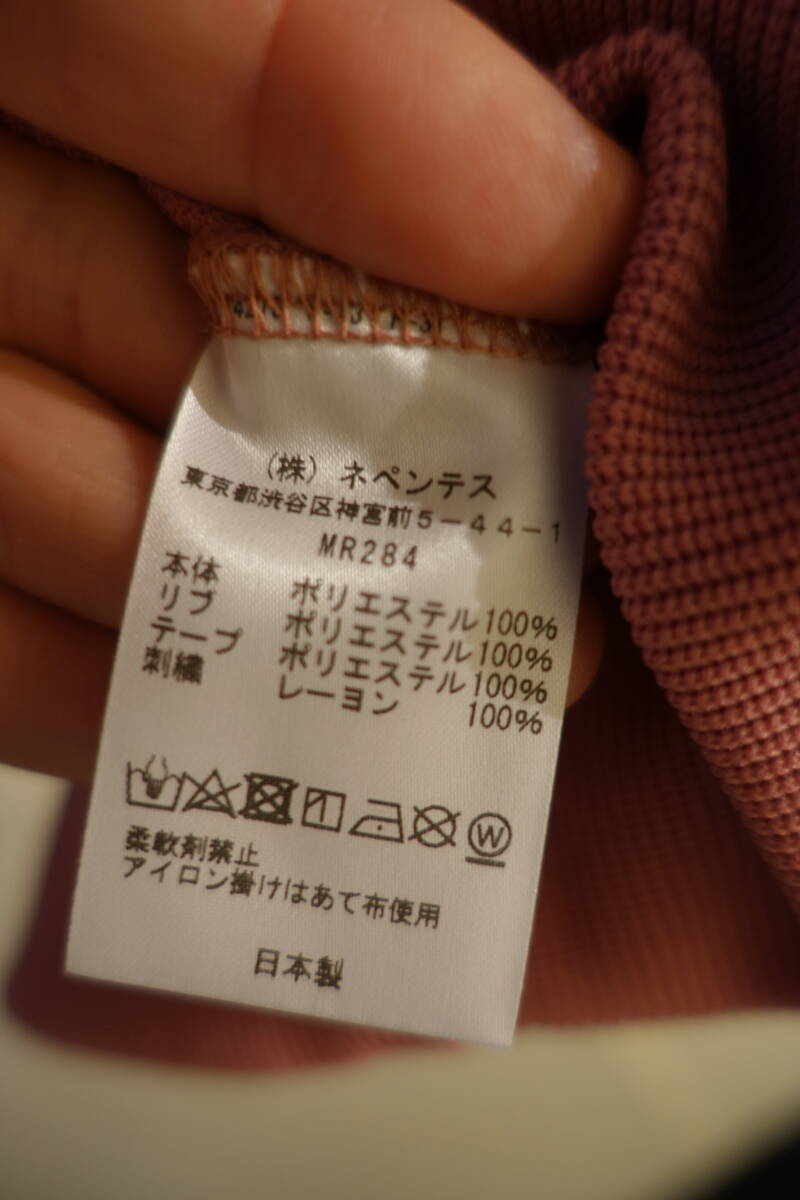 (株) ネペンテス
東京都渋谷区神宮前5-44-1
MR284
本体 ポリエステル100%
リブ ポリエステル100%
テープ ポリエステル100%
刺繍 レーヨン 100%
W
柔軟剤禁止
アイロン掛けはあて布使用
日本製